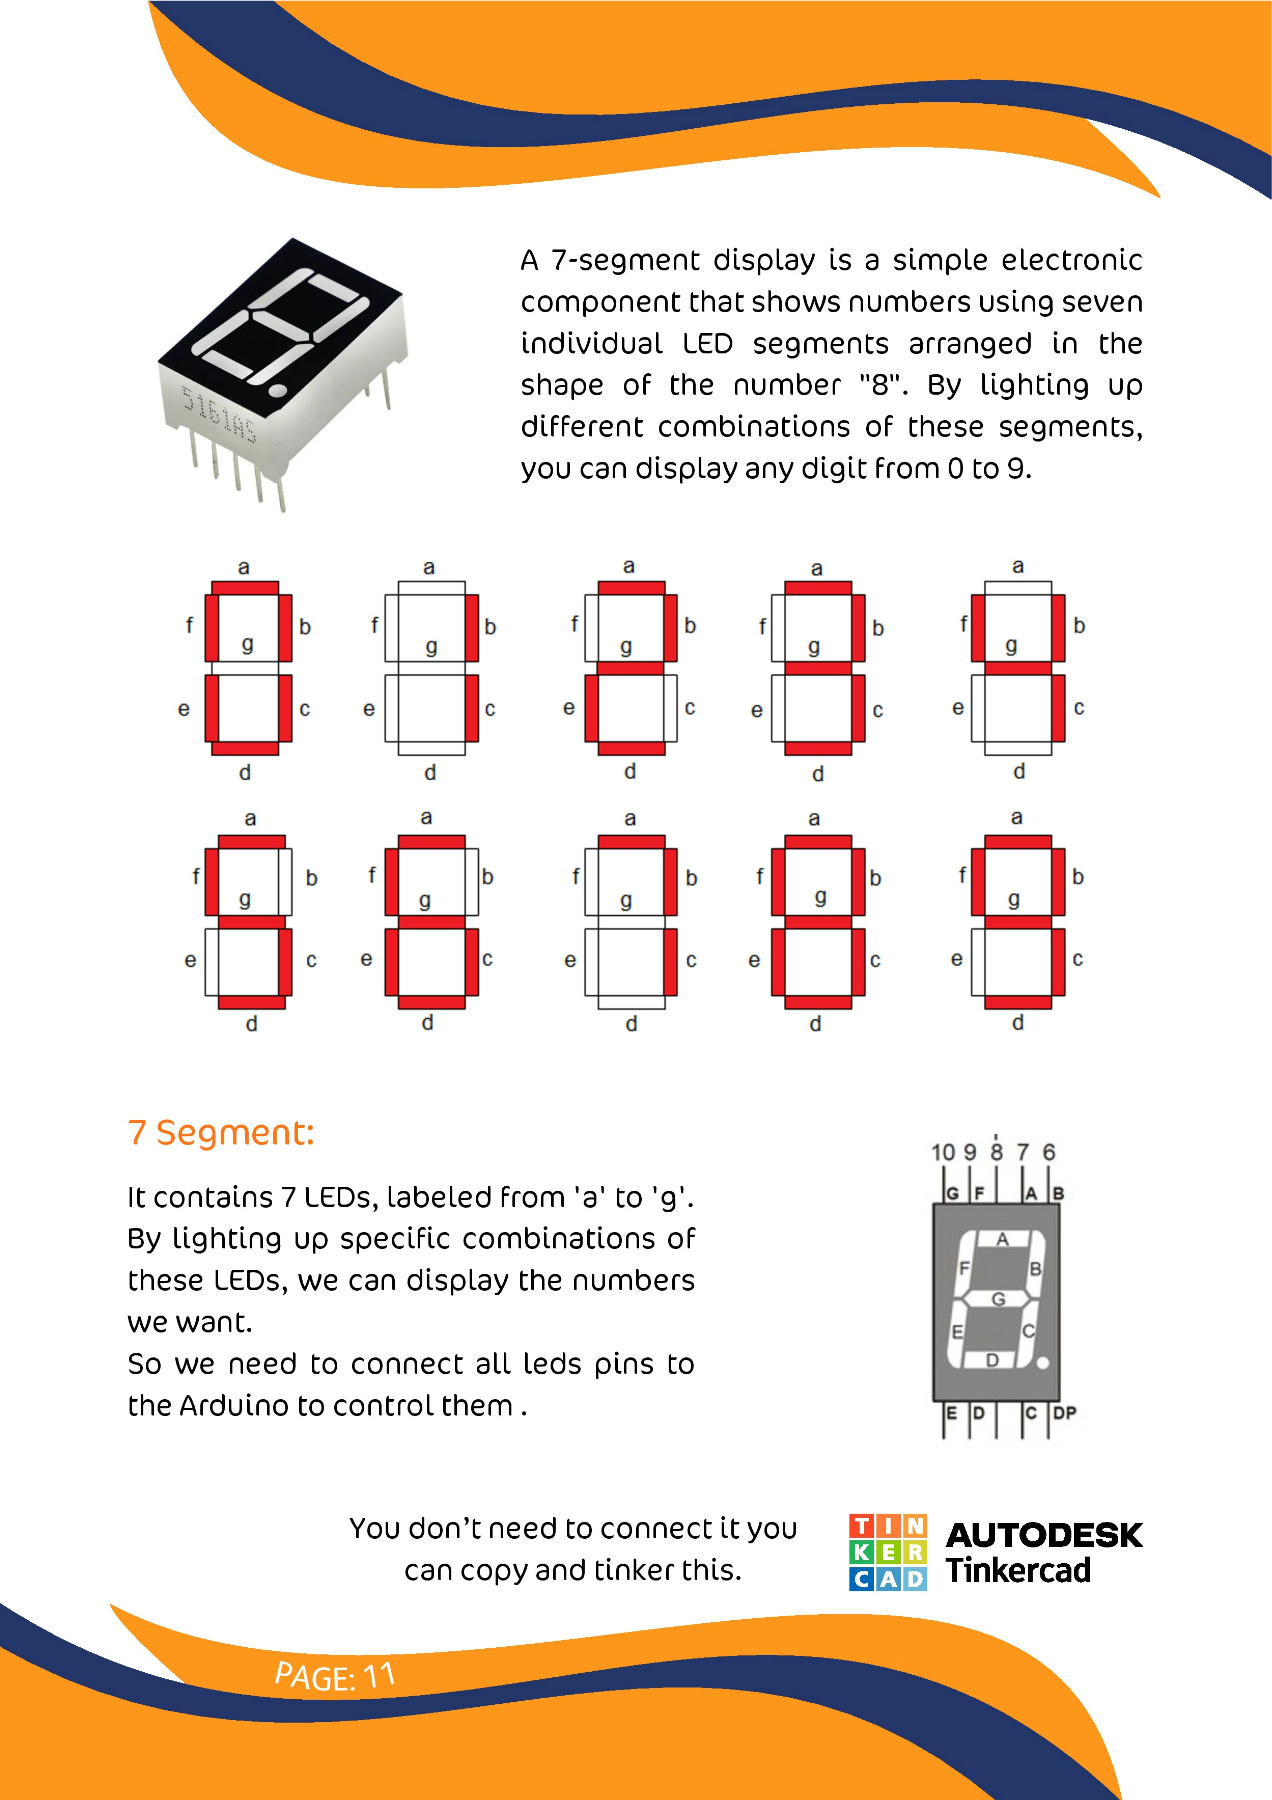 A 7-segment display is a simple electronic
component that shows numbers using seven
individual LED segments arranged in the
shape of the number "8". By lighting up
different combinations of these segments,
you can display any digit from 0 to 9.
5161AS
a a a a a
f b f b f b f b f b
g g g g g
e c e c e c e c e c
d d d d d
a a a a a
f b f b f b f b f b
g g g g g
e c e c e c e c e c
d d d d d
7 Segment:
It contains 7 LEDs, labeled from 'a' to 'g'.
By lighting up specific combinations of
these LEDs, we can display the numbers
we want.
So we need to connect all leds pins to
the Arduino to control them .
10 9 8 7 6
G F A B
A
F B
G
E C
D
E D C DP
You don’t need to connect it you
can copy and tinker this.
TIN
KER
CAD
AUTODESK
Tinkercad
PAGE: 11